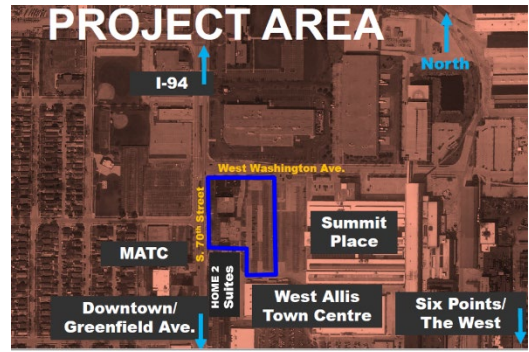 PROJECT AREA
I-94
North
West Washington Ave.
S. 70th Street
Summit
Place
MATC
HOME 2
Suites
West Allis
Town Centre
Downtown/
Greenfield Ave.
Six Points/
The West